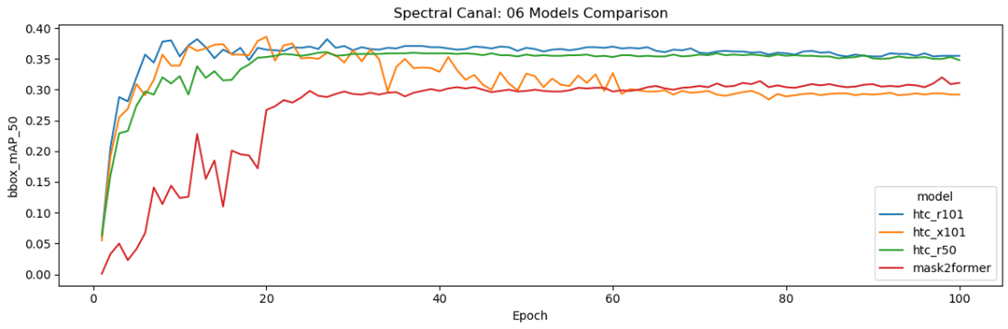 Spectral Canal: 06 Models Comparison
bbox_mAP_50
0.40
0.35
0.30
0.25
0.20
0.15
0.10
0.05
0.00
model
htc_r101
htc_x101
htc_r50
mask2former
0
20
40
60
80
100
Epoch